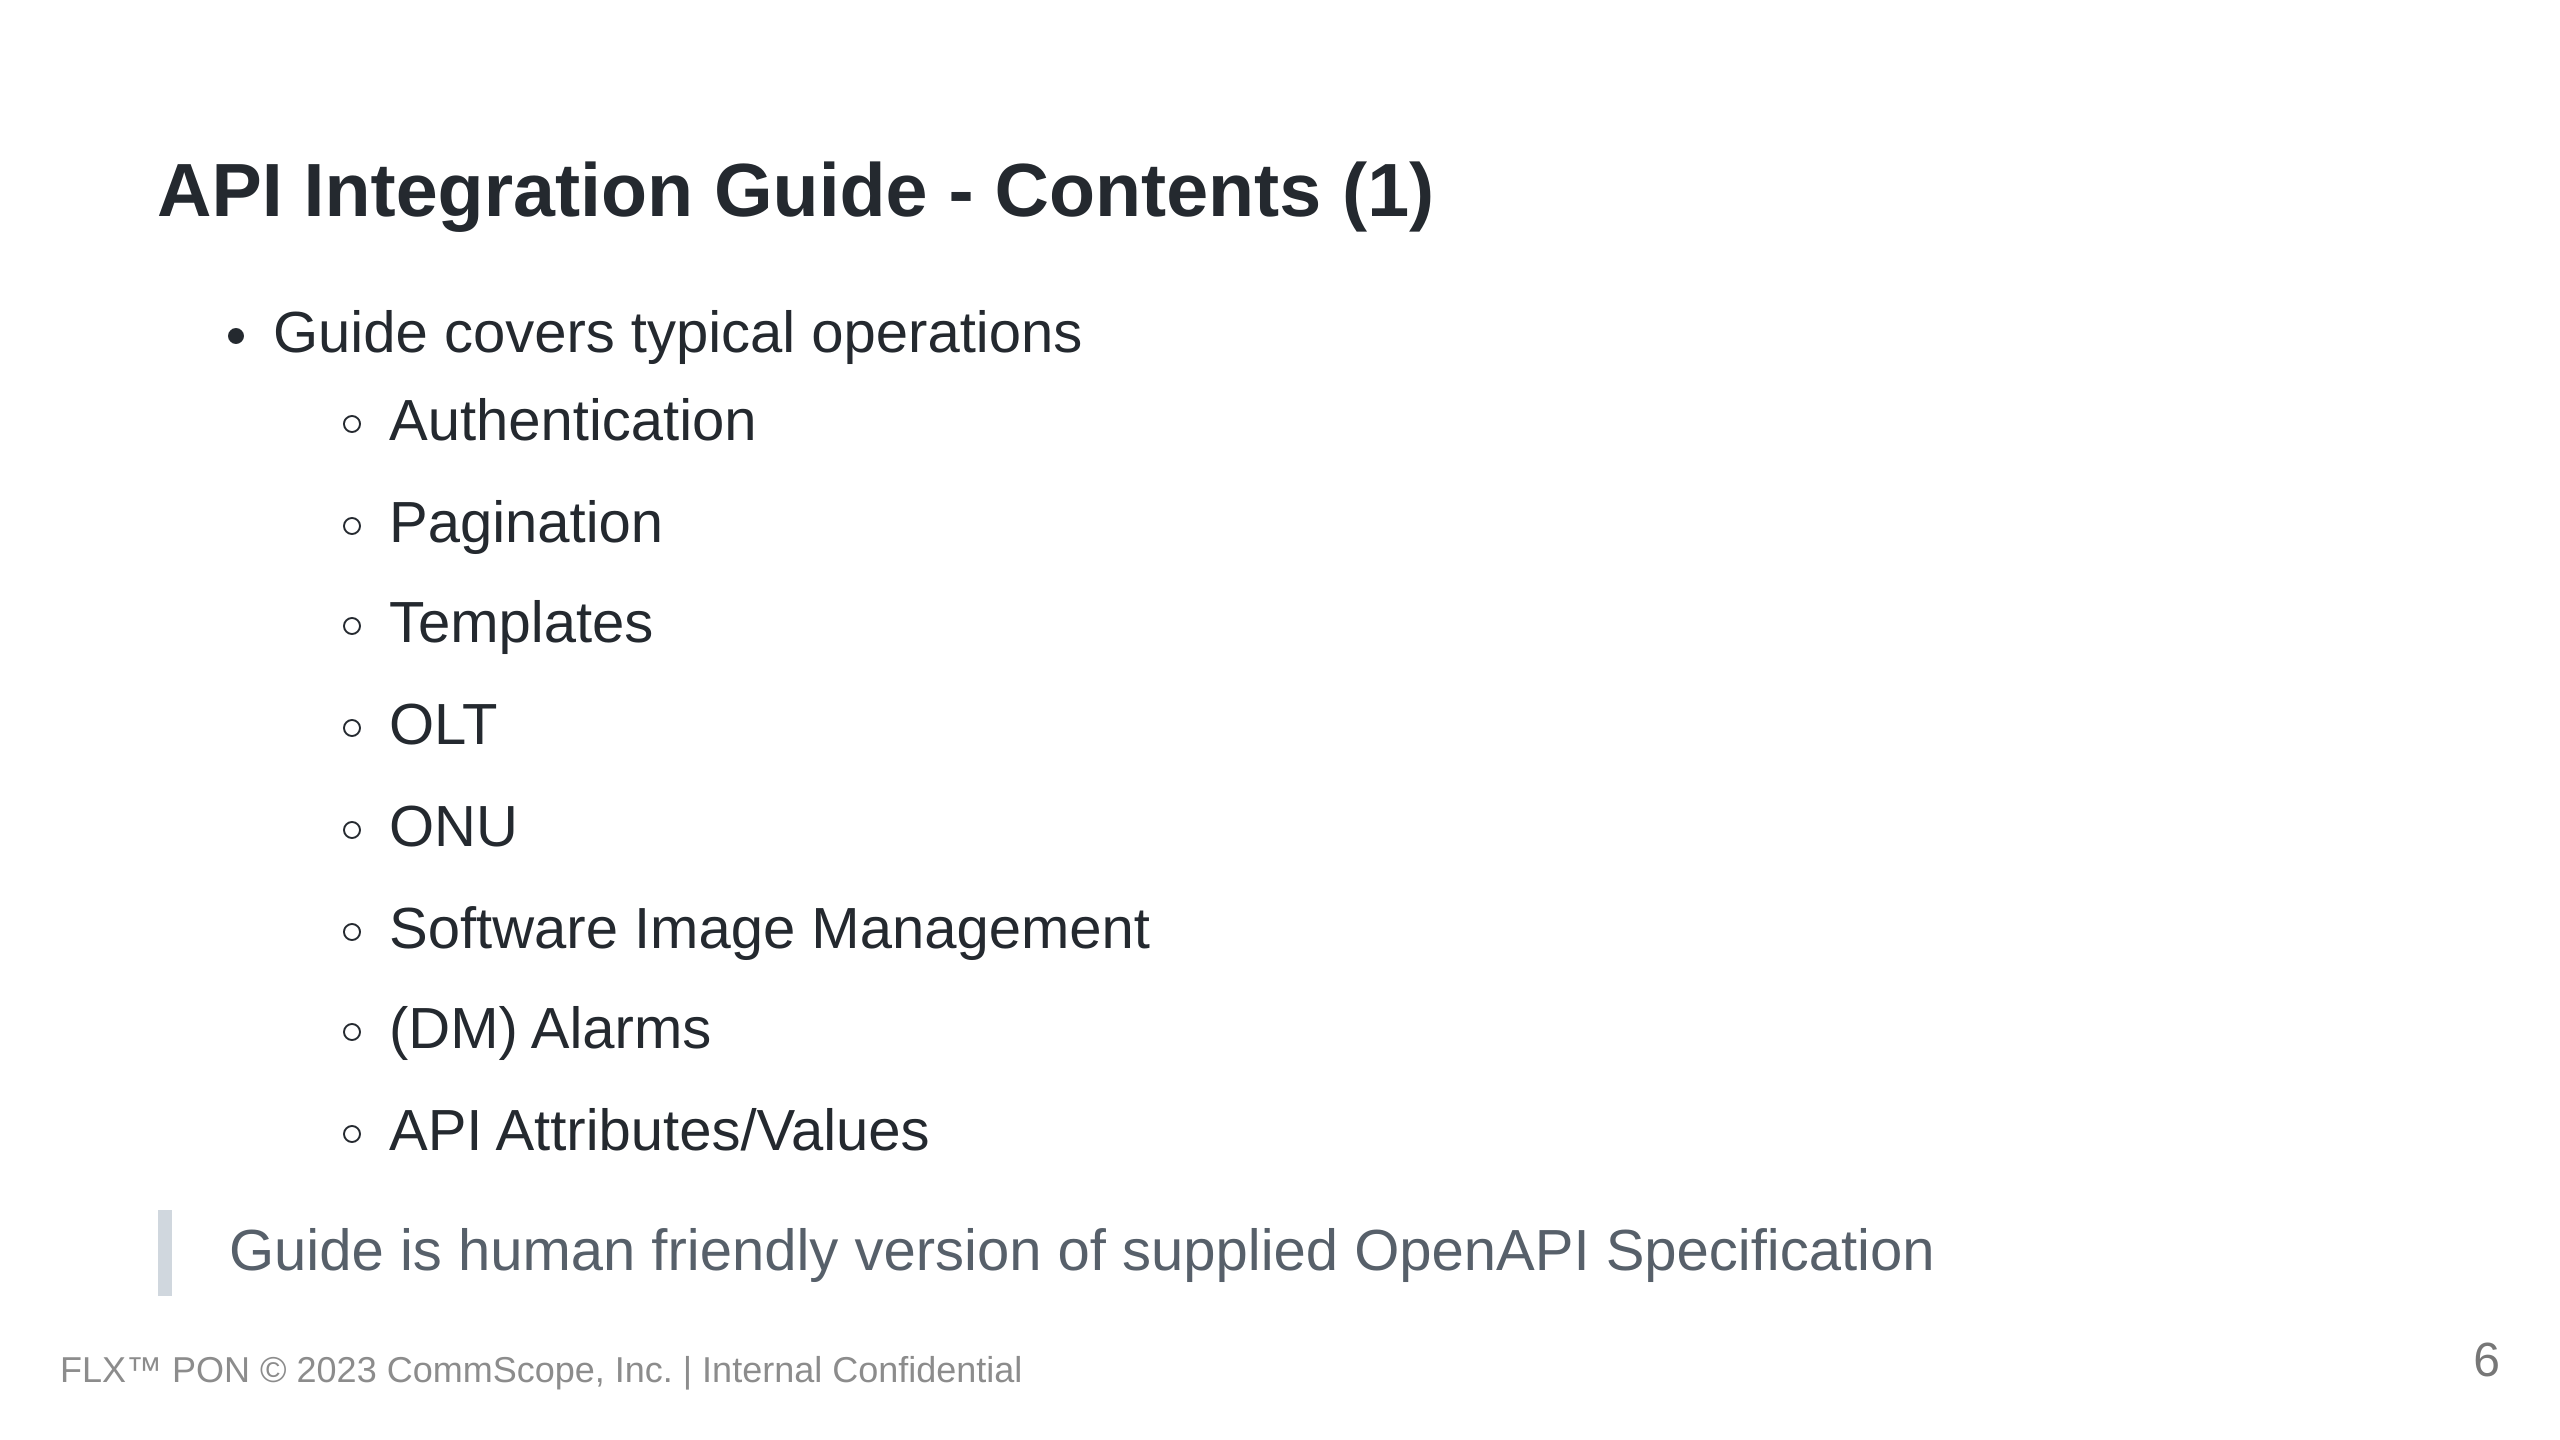 API Integration Guide - Contents (1)
• Guide covers typical operations
◦ Authentication
◦ Pagination
◦ Templates
◦ OLT
◦ ONU
◦ Software Image Management
◦ (DM) Alarms
◦ API Attributes/Values
Guide is human friendly version of supplied OpenAPI Specification
FLX™ PON © 2023 CommScope, Inc. | Internal Confidential
6